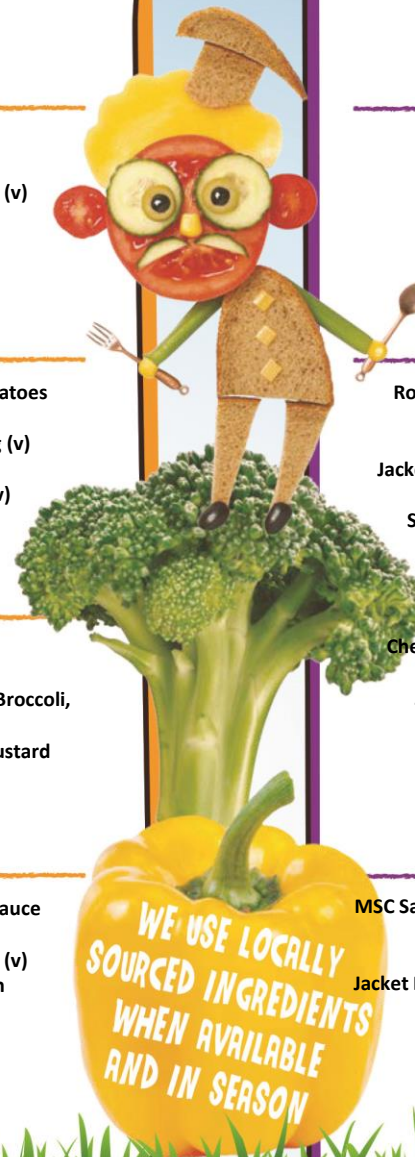 (v)
atoes
(v)
v)
Broccoli,
ustard
auce
(v)
n
Ro
Jacke
S
Che
MSC Sa
Jacket
WE USE LOCALLY
SOURCED INGREDIENTS
WHEN AVAILABLE
AND IN SEASON